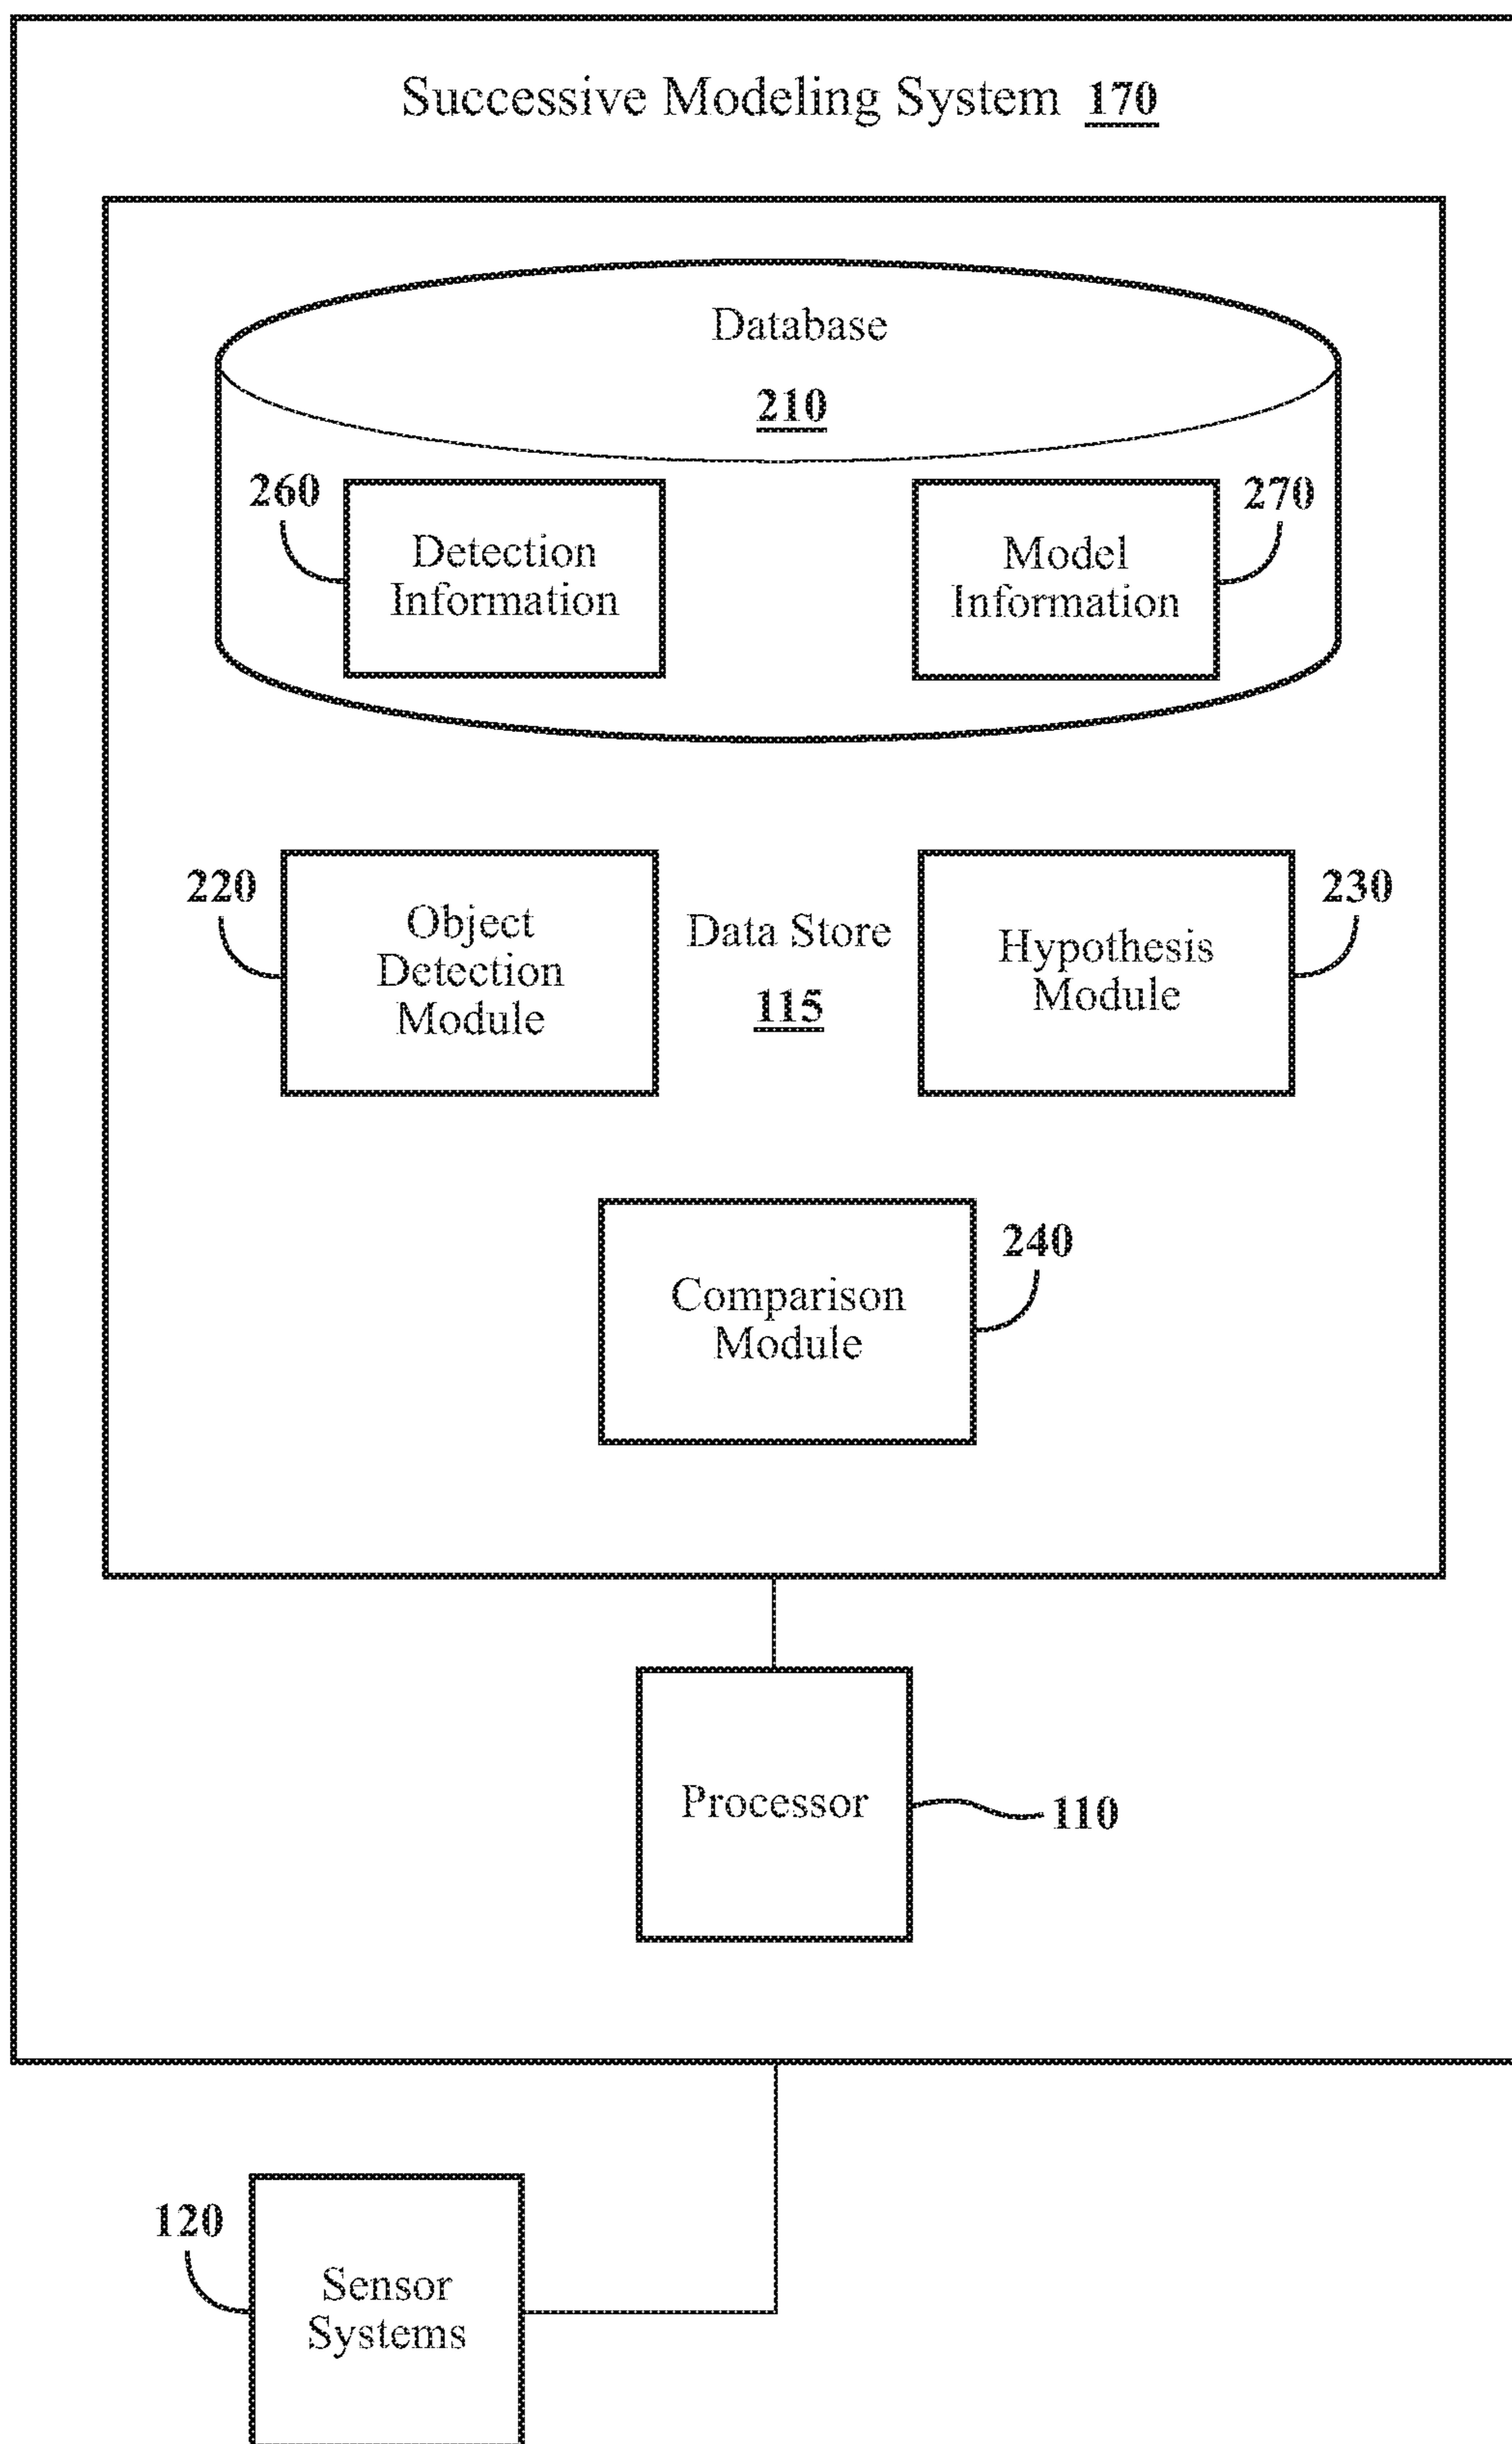 Successive Modeling System 170
Database
210
260
270
Detection
Information
Model
Information
220
Object
Detection
Module
Data Store
115
Hypothesis
Module
230
240
Comparison
Module
Processor
110
120
Sensor
Systems